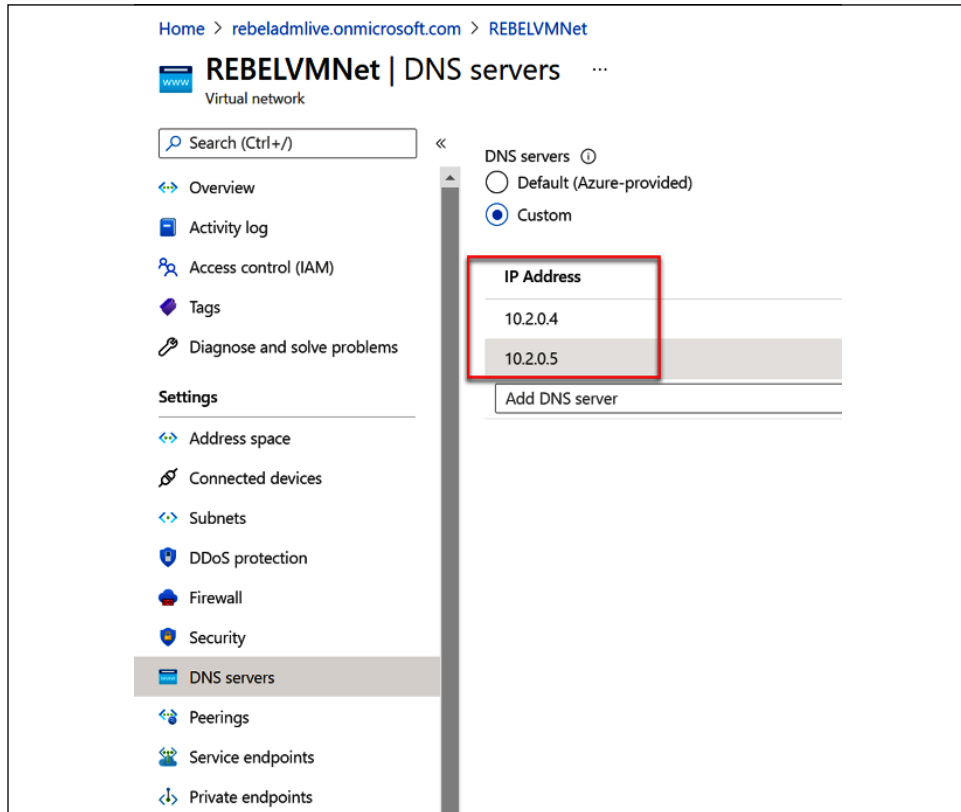 Home > rebeladmlive.onmicrosoft.com > REBELVMNet
REBELVMNet | DNS servers ...
Virtual network
Search (Ctrl+/)
«
Overview
Activity log
Access control (IAM)
Tags
Diagnose and solve problems
Settings
Address space
Connected devices
Subnets
DDoS protection
Firewall
Security
DNS servers
Peerings
Service endpoints
Private endpoints
DNS servers
Default (Azure-provided)
Custom
IP Address
10.2.0.4
10.2.0.5
Add DNS server